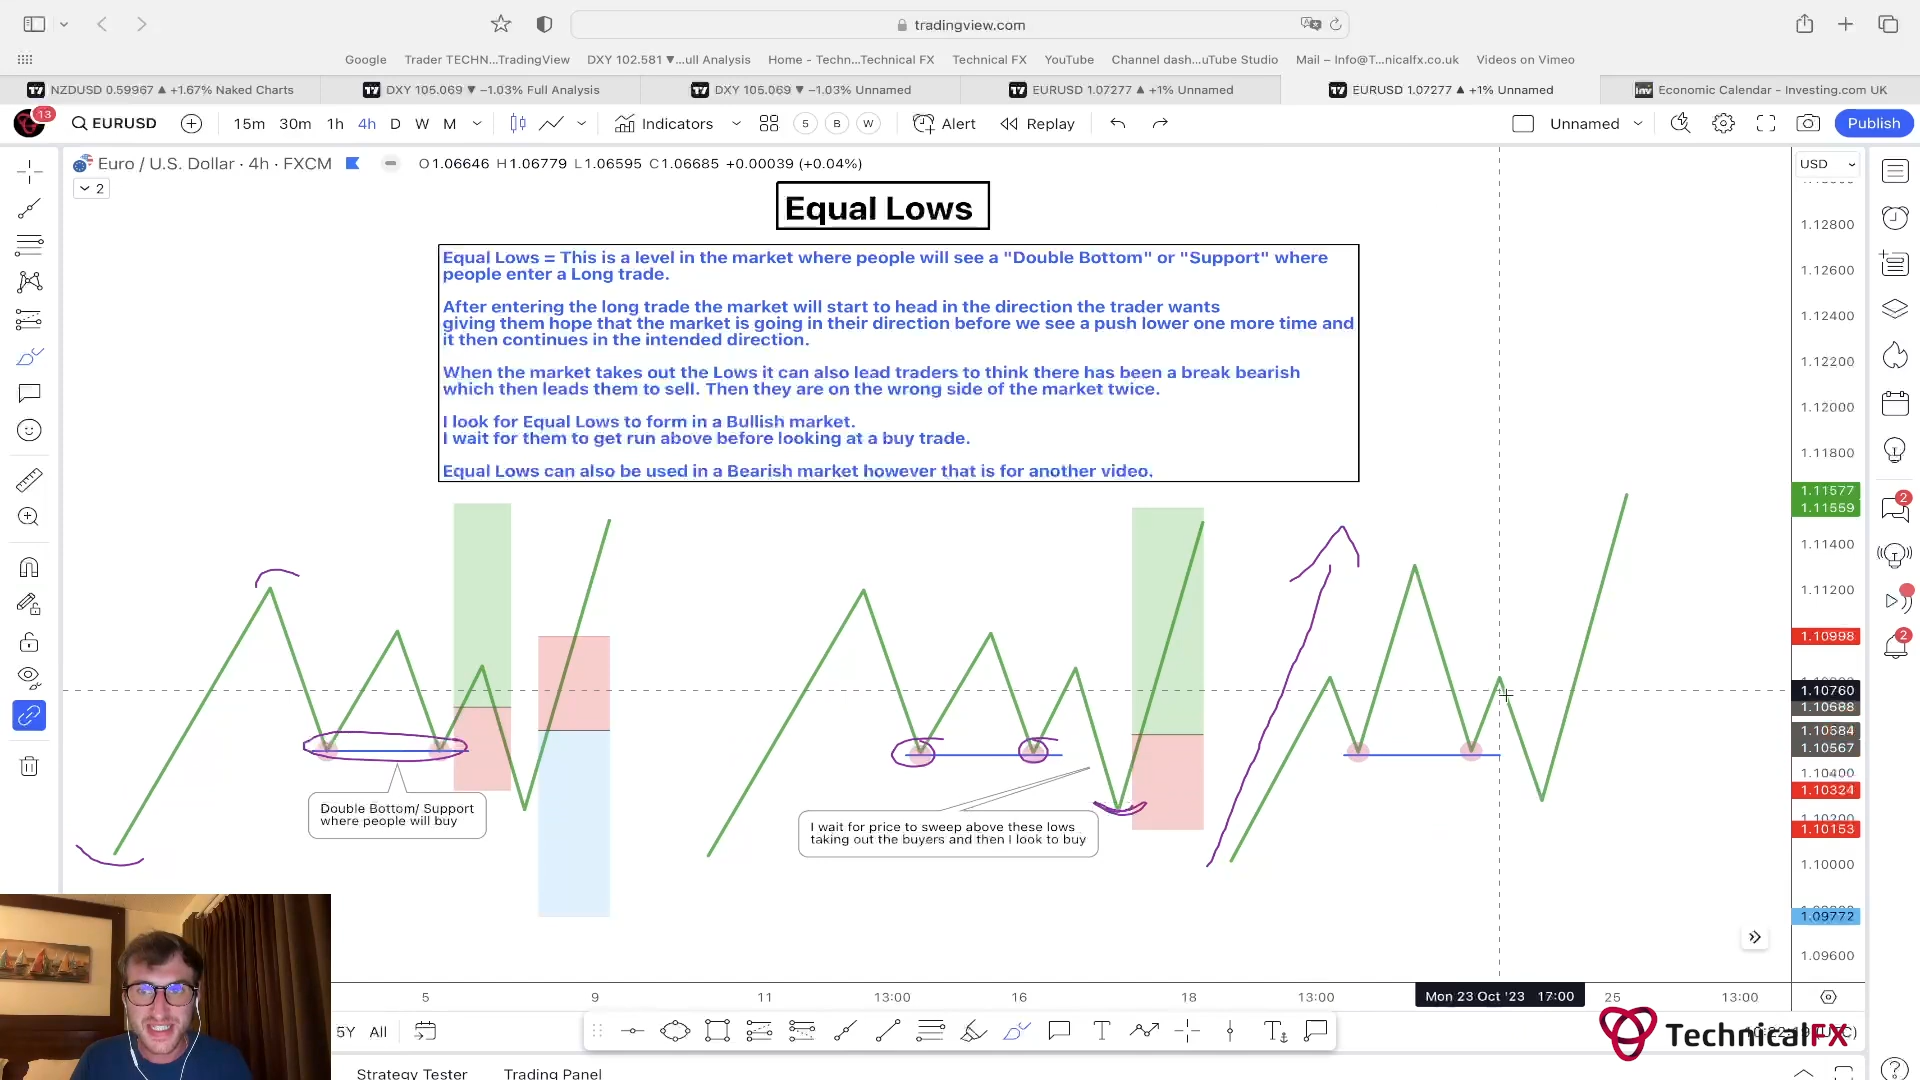 tradingview.com
Google
Trader TECHN...TradingView
DXY 102.581 ▼...ull Analysis
Home - Techn...Technical FX
Technical FX
YouTube
Channel dash...uTube Studio
Mail – Info@T...nicalfx.co.uk
Videos on Vimeo
NZDUSD 0.59967 ▲ +1.67% Naked Charts
DXY 105.069 ▼ −1.03% Full Analysis
DXY 105.069 ▼ −1.03% Unnamed
EURUSD 1.07277 ▲ +1% Unnamed
EURUSD 1.07277 ▲ +1% Unnamed
Economic Calendar - Investing.com UK
13
EURUSD
15m 30m 1h 4h D W M
Indicators
S B W
Alert
Replay
Unnamed
Publish
Euro / U.S. Dollar · 4h · FXCM
O1.06646 H1.06779 L1.06595 C1.06685 +0.00039 (+0.04%)
USD
2
Equal Lows
Equal Lows = This is a level in the market where people will see a "Double Bottom" or "Support" where
people enter a Long trade.
After entering the long trade the market will start to head in the direction the trader wants
giving them hope that the market is going in their direction before we see a push lower one more time and
it then continues in the intended direction.
When the market takes out the Lows it can also lead traders to think there has been a break bearish
which then leads them to sell. Then they are on the wrong side of the market twice.
I look for Equal Lows to form in a Bullish market.
I wait for them to get run above before looking at a buy trade.
Equal Lows can also be used in a Bearish market however that is for another video.
Double Bottom/ Support
where people will buy
I wait for price to sweep above these lows
taking out the buyers and then I look to buy
1.12800
1.12600
1.12400
1.12200
1.12000
1.11800
1.11577
1.11559
1.11400
1.11200
1.10998
1.10760
1.10688
1.10584
1.10567
1.10400
1.10324
1.10200
1.10153
1.10000
1.09772
1.09600
2
2
5
9
11
13:00
16
18
13:00
Mon 23 Oct '23 17:00
25
13:00
5Y All
TechnicalFX
Strategy Tester
Trading Panel